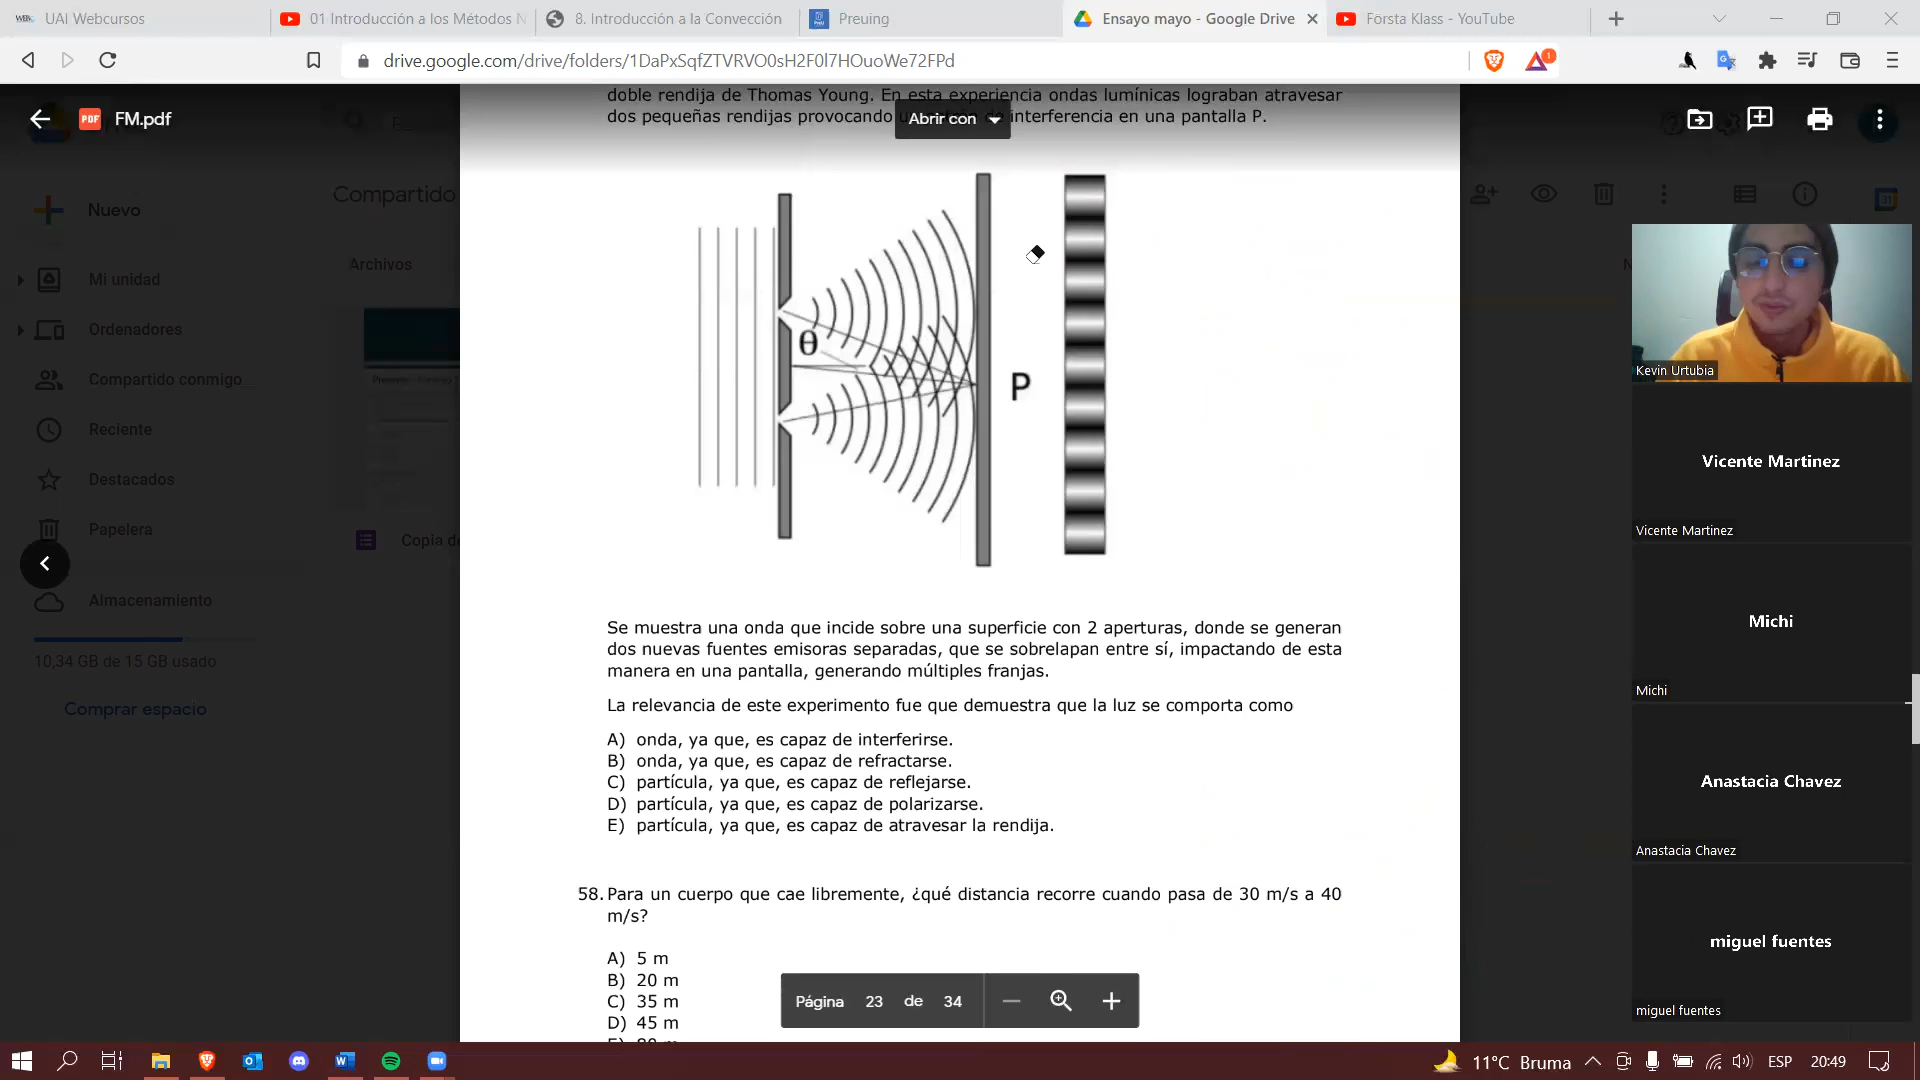 UAI Webcursos
01 Introducción a los Métodos N
8. Introducción a la Convección
Preuing
Ensayo mayo - Google Drive
Första Klass - YouTube
drive.google.com/drive/folders/1DaPxSqfZTVRVO0sH2F0l7HOuoWe72FPd
1
PDF FM.pdf
Abrir con
doble rendija de Thomas Young. En esta experiencia ondas lumínicas lograban atravesar
dos pequeñas rendijas provocando interferencia en una pantalla P.
Nuevo
Compartido
Mi unidad
Ordenadores
Compartido conmigo
Reciente
Destacados
Papelera
Almacenamiento
10,34 GB de 15 GB usado
Comprar espacio
Archivos
Copia de
θ
P
Se muestra una onda que incide sobre una superficie con 2 aperturas, donde se generan
dos nuevas fuentes emisoras separadas, que se sobrelapan entre sí, impactando de esta
manera en una pantalla, generando múltiples franjas.
La relevancia de este experimento fue que demuestra que la luz se comporta como
A) onda, ya que, es capaz de interferirse.
B) onda, ya que, es capaz de refractarse.
C) partícula, ya que, es capaz de reflejarse.
D) partícula, ya que, es capaz de polarizarse.
E) partícula, ya que, es capaz de atravesar la rendija.
58. Para un cuerpo que cae libremente, ¿qué distancia recorre cuando pasa de 30 m/s a 40
m/s?
A) 5 m
B) 20 m
C) 35 m
D) 45 m
Página 23 de 34
Kevin Urtubia
Vicente Martinez
Vicente Martinez
Michi
Michi
Anastacia Chavez
Anastacia Chavez
miguel fuentes
miguel fuentes
11°C Bruma
ESP
20:49